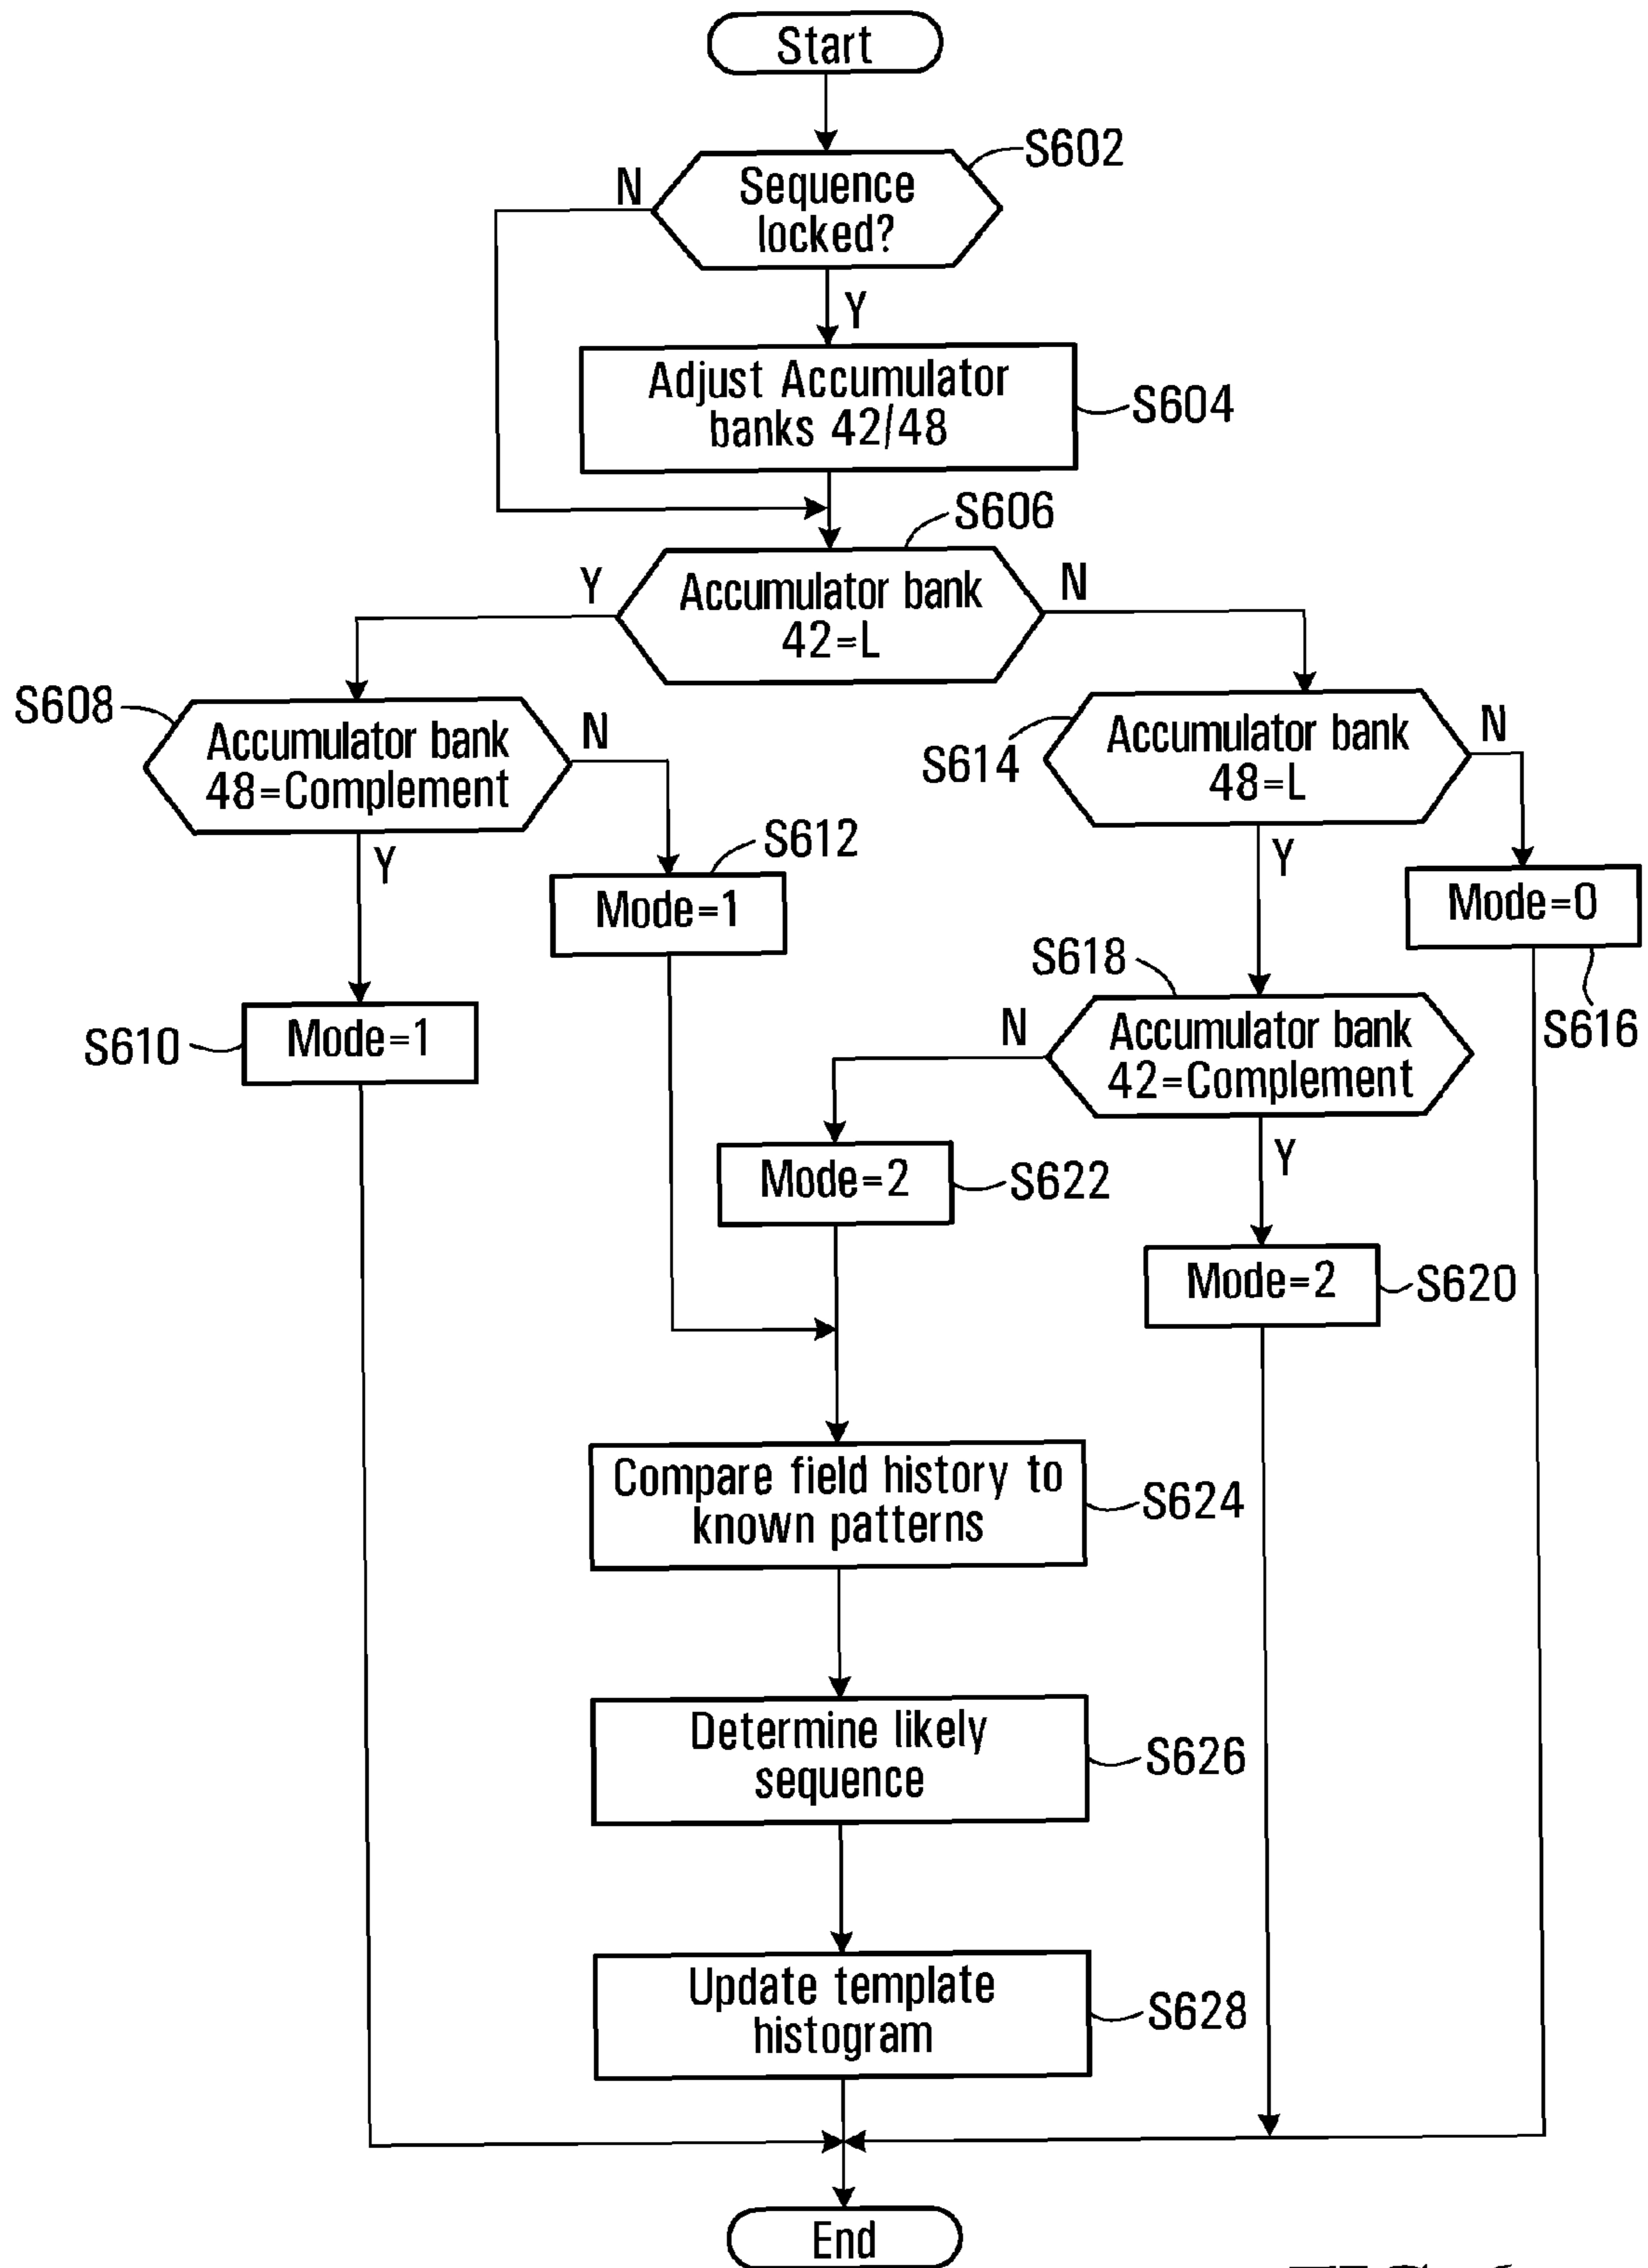 Start
S602
N
Sequence
locked?
Y
Adjust Accumulator
banks 42/48
S604
S606
Y
Accumulator bank
42=L
N
S608
Accumulator bank
48=Complement
N
S614
Accumulator bank
48=L
N
Y
S612
Mode=1
Y
Mode=0
S616
S618
S610
Mode=1
N
Accumulator bank
42=Complement
Mode=2
S622
Y
Mode=2
S620
Compare field history to
known patterns
S624
Determine likely
sequence
S626
Update template
histogram
S628
End